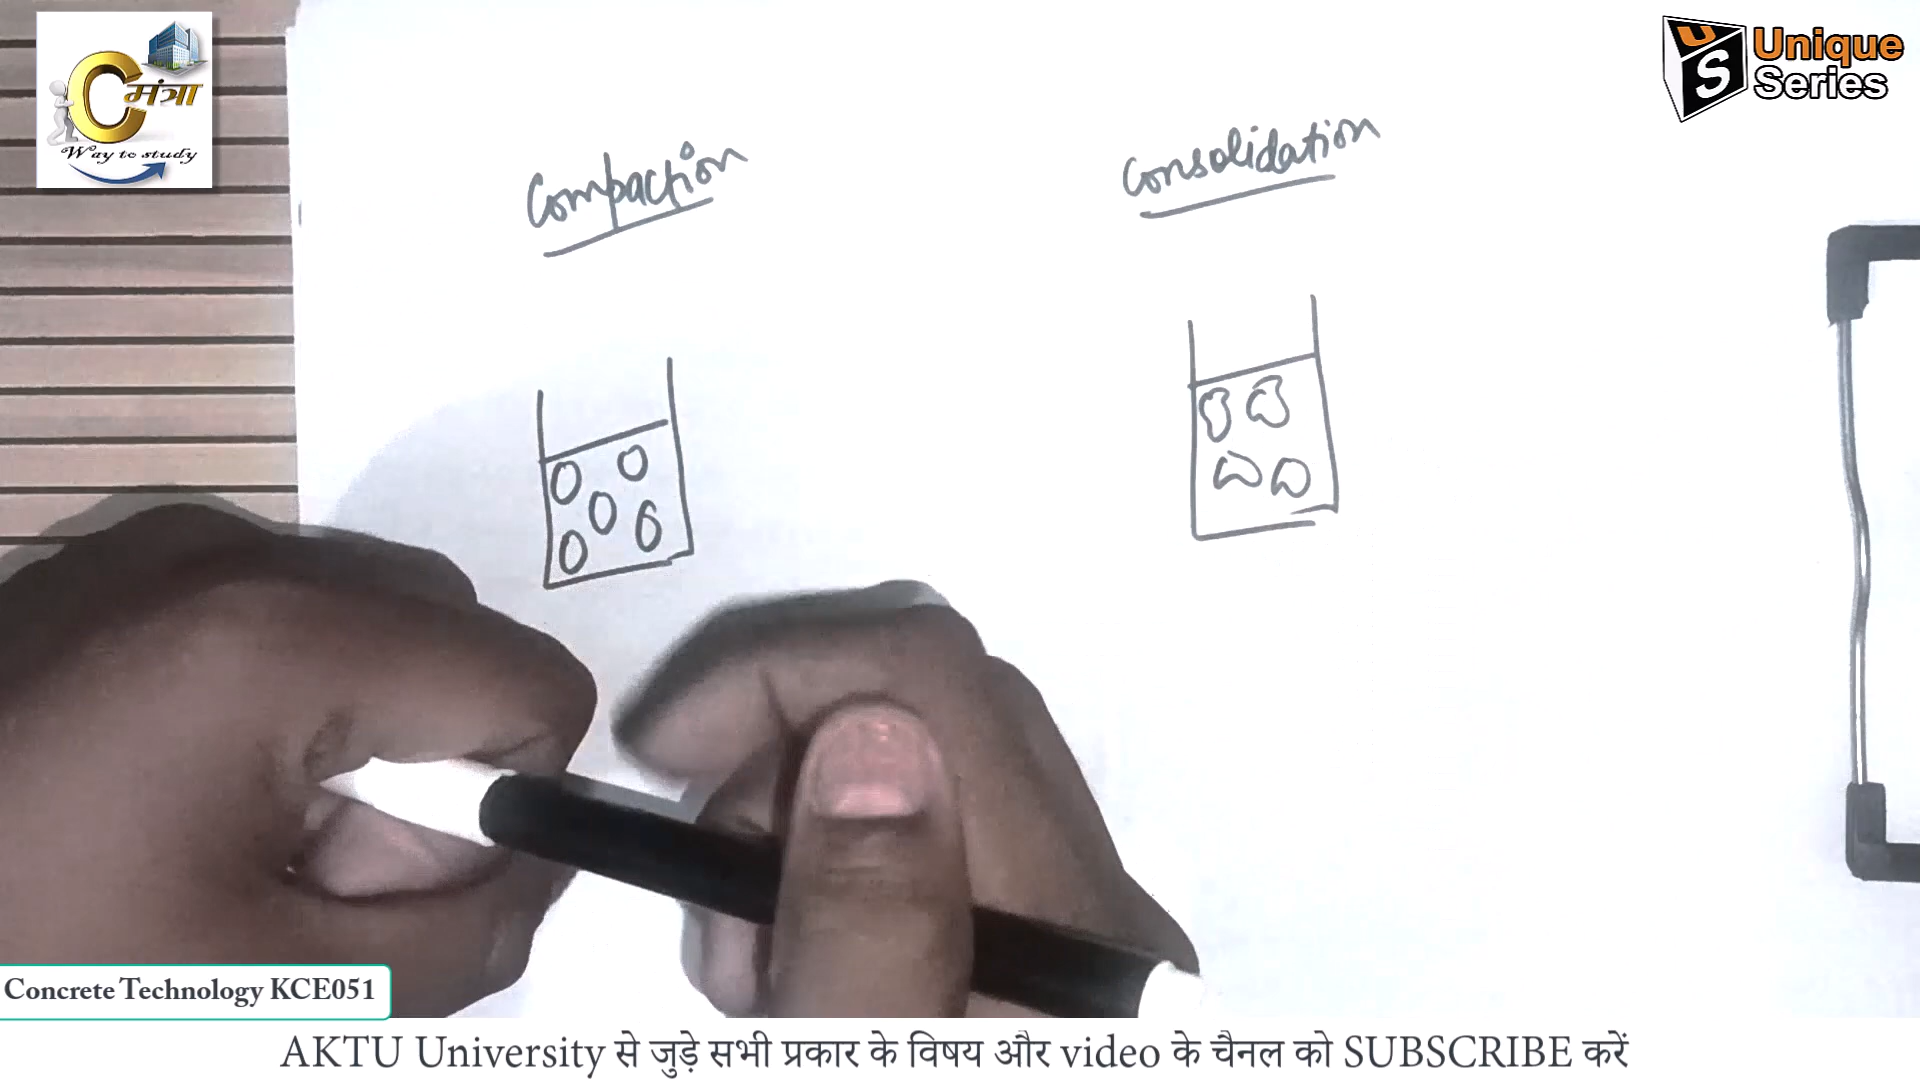 C मंत्रा
Way to study
US Unique
Series
Compaction
Consolidation
Concrete Technology KCE051
AKTU University से जुड़े सभी प्रकार के विषय और video के चैनल को SUBSCRIBE करें